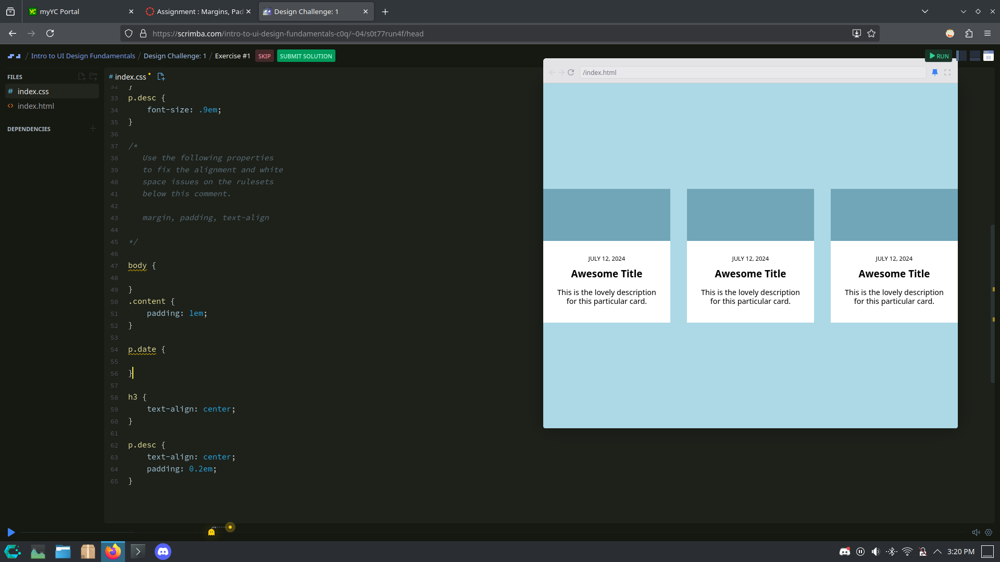 myYC Portal
Assignment : Margins, Pad
Design Challenge: 1
https://scrimba.com/intro-to-ui-design-fundamentals-c0q/~04/s0t77run4f/head
/ Intro to UI Design Fundamentals / Design Challenge: 1 / Exercise #1 SKIP SUBMIT SOLUTION
RUN
FILES
# index.css
<> index.html
DEPENDENCIES
# index.css
32 }
33 p.desc {
34 font-size: .9em;
35 }
36
37 /*
38 Use the following properties
39 to fix the alignment and white
40 space issues on the rulesets
41 below this comment.
42
43 margin, padding, text-align
44
45 */
46
47 body {
48
49 }
50 .content {
51 padding: 1em;
52 }
53
54 p.date {
55
56 }
57
58 h3 {
59 text-align: center;
60 }
61
62 p.desc {
63 text-align: center;
64 padding: 0.2em;
65 }
/index.html
JULY 12, 2024
Awesome Title
This is the lovely description
for this particular card.
JULY 12, 2024
Awesome Title
This is the lovely description
for this particular card.
JULY 12, 2024
Awesome Title
This is the lovely description
for this particular card.
3:20 PM